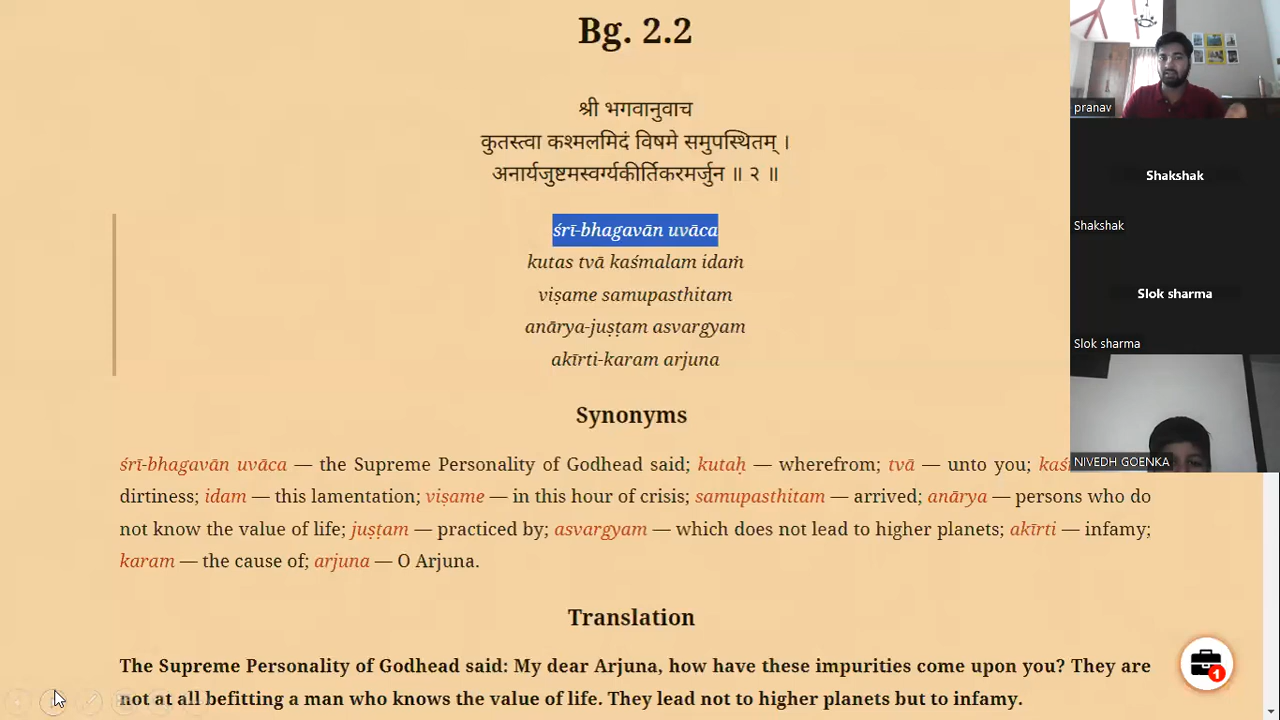 Bg. 2.2
श्री भगवानुवाच
कुतस्त्वा कश्मलमिदं विषमे समुपस्थितम् ।
अनार्यजुष्टमस्वर्ग्यकीर्तिकरमर्जुन ॥ २ ॥
śrī-bhagavān uvāca
kutas tvā kaśmalam idaṁ
viṣame samupasthitam
anārya-juṣṭam asvargyam
akīrti-karam arjuna
Synonyms
śrī-bhagavān uvāca — the Supreme Personality of Godhead said; kutaḥ — wherefrom; tvā — unto you;
dirtiness; idam — this lamentation; viṣame — in this hour of crisis; samupasthitam — arrived; anārya — persons who do
not know the value of life; juṣṭam — practiced by; asvargyam — which does not lead to higher planets; akīrti — infamy;
karam — the cause of; arjuna — O Arjuna.
Translation
The Supreme Personality of Godhead said: My dear Arjuna, how have these impurities come upon you? They are
not at all befitting a man who knows the value of life. They lead not to higher planets but to infamy.
pranav
Shakshak
Shakshak
Slok sharma
Slok sharma
NIVEDH GOENKA
1